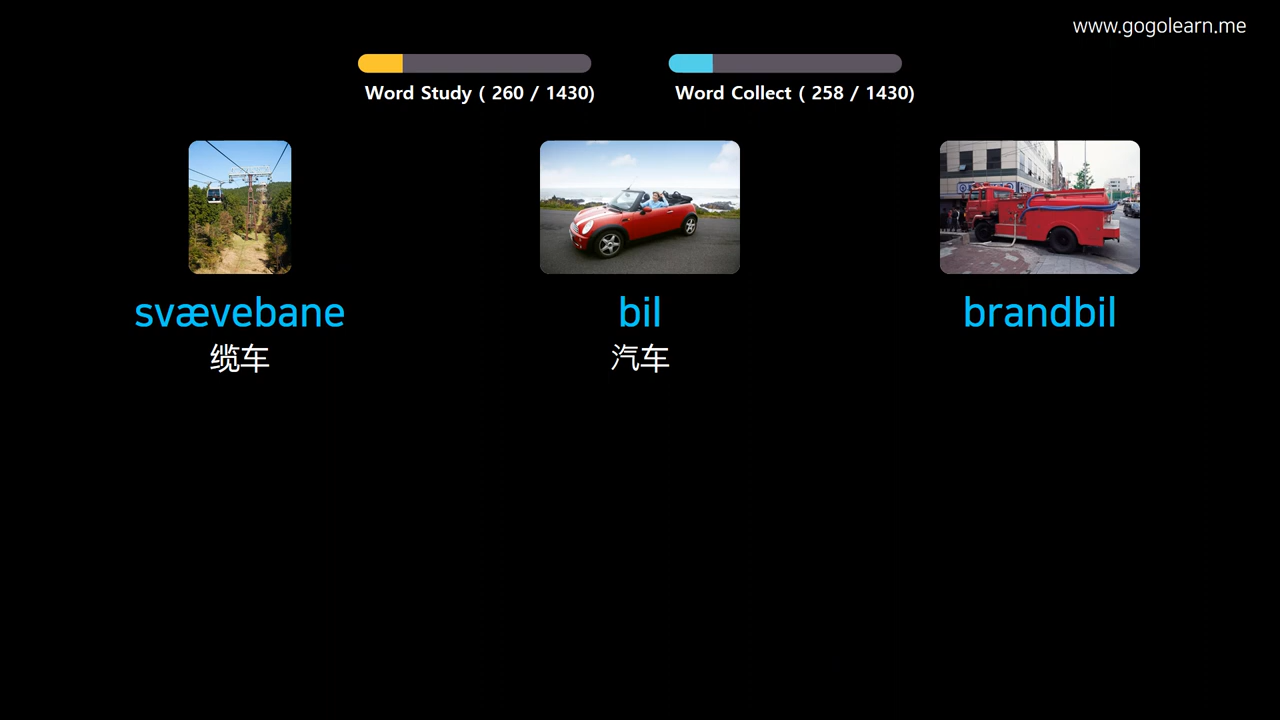 www.gogolearn.me
Word Study ( 260 / 1430)
Word Collect ( 258 / 1430)
svævebane
缆车
bil
汽车
brandbil